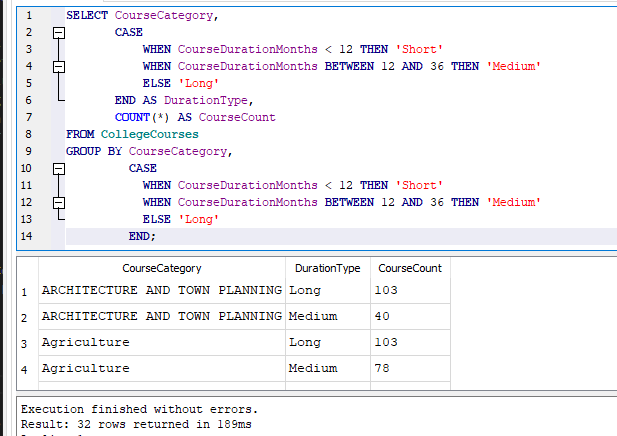 1 SELECT CourseCategory,
2 CASE
3 WHEN CourseDurationMonths < 12 THEN 'Short'
4 WHEN CourseDurationMonths BETWEEN 12 AND 36 THEN 'Medium'
5 ELSE 'Long'
6 END AS DurationType,
7 COUNT(*) AS CourseCount
8 FROM CollegeCourses
9 GROUP BY CourseCategory,
10 CASE
11 WHEN CourseDurationMonths < 12 THEN 'Short'
12 WHEN CourseDurationMonths BETWEEN 12 AND 36 THEN 'Medium'
13 ELSE 'Long'
14 END;
CourseCategory DurationType CourseCount
1 ARCHITECTURE AND TOWN PLANNING Long 103
2 ARCHITECTURE AND TOWN PLANNING Medium 40
3 Agriculture Long 103
4 Agriculture Medium 78
Execution finished without errors.
Result: 32 rows returned in 189ms